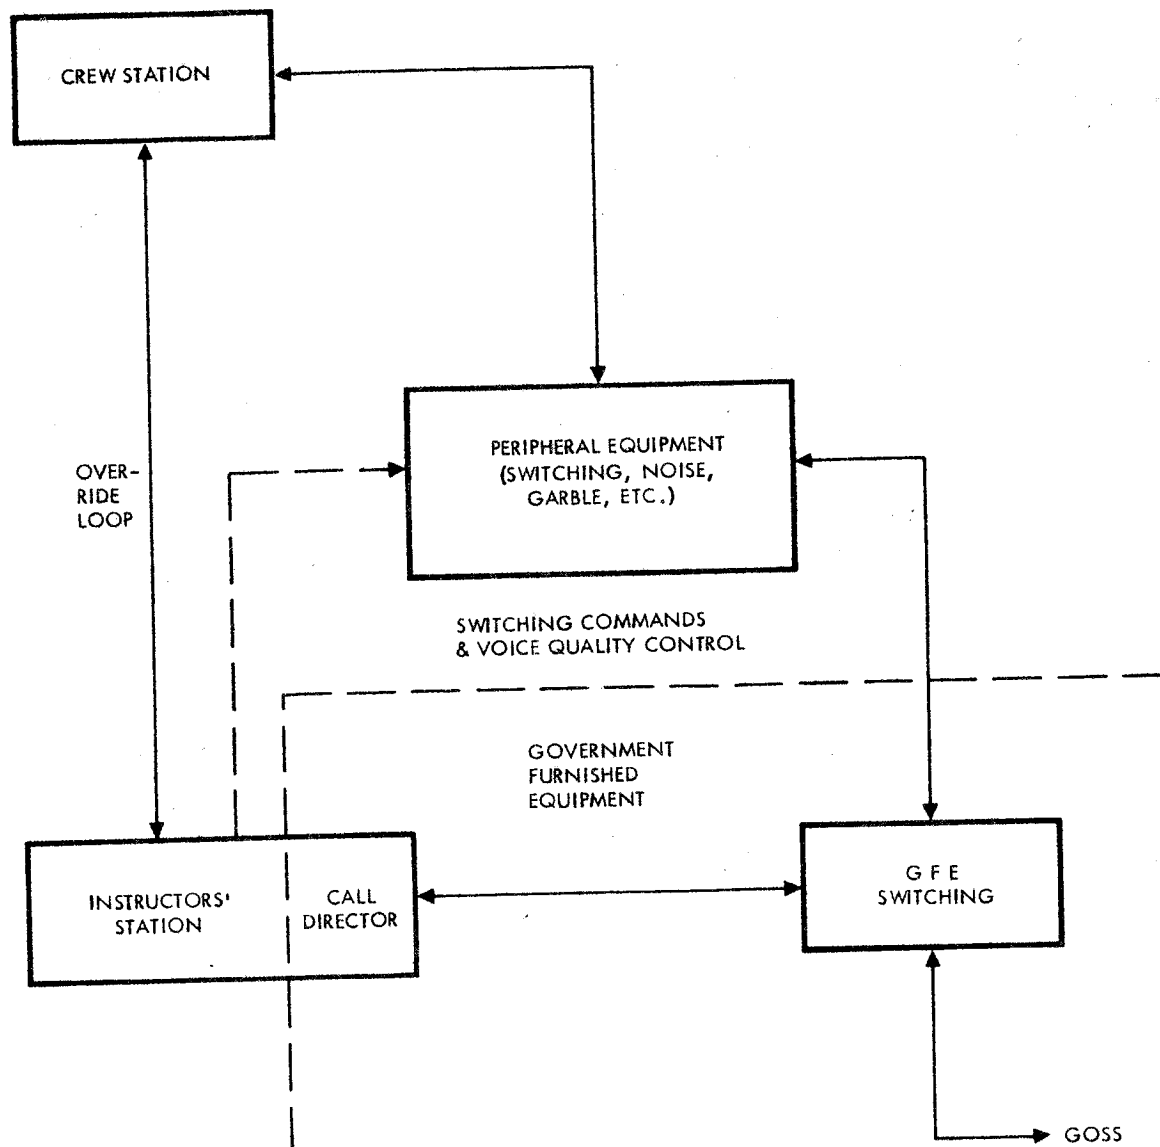 CREW STATION
OVER-
RIDE
LOOP
PERIPHERAL EQUIPMENT
(SWITCHING, NOISE,
GARBLE, ETC.)
SWITCHING COMMANDS
& VOICE QUALITY CONTROL
GOVERNMENT
FURNISHED
EQUIPMENT
INSTRUCTORS'
STATION
CALL
DIRECTOR
G F E
SWITCHING
GOSS